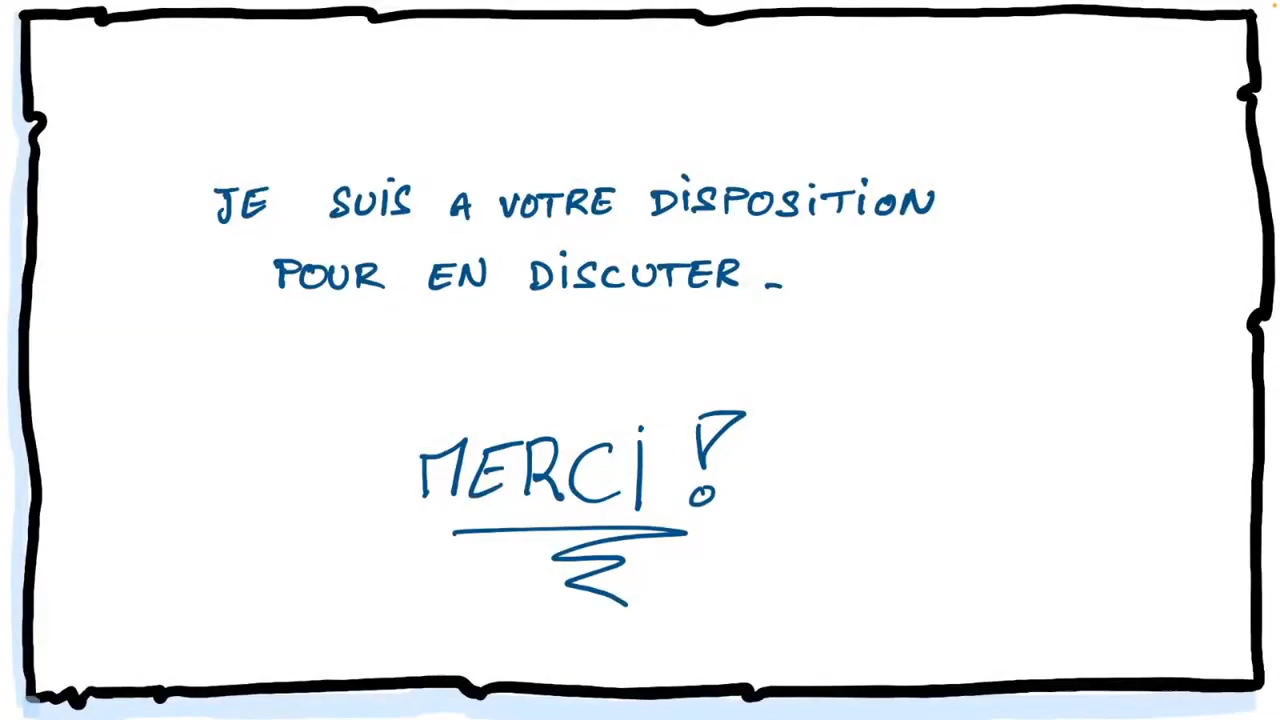 JE SUIS A VOTRE DISPOSITION
POUR EN DISCUTER.
MERCI !